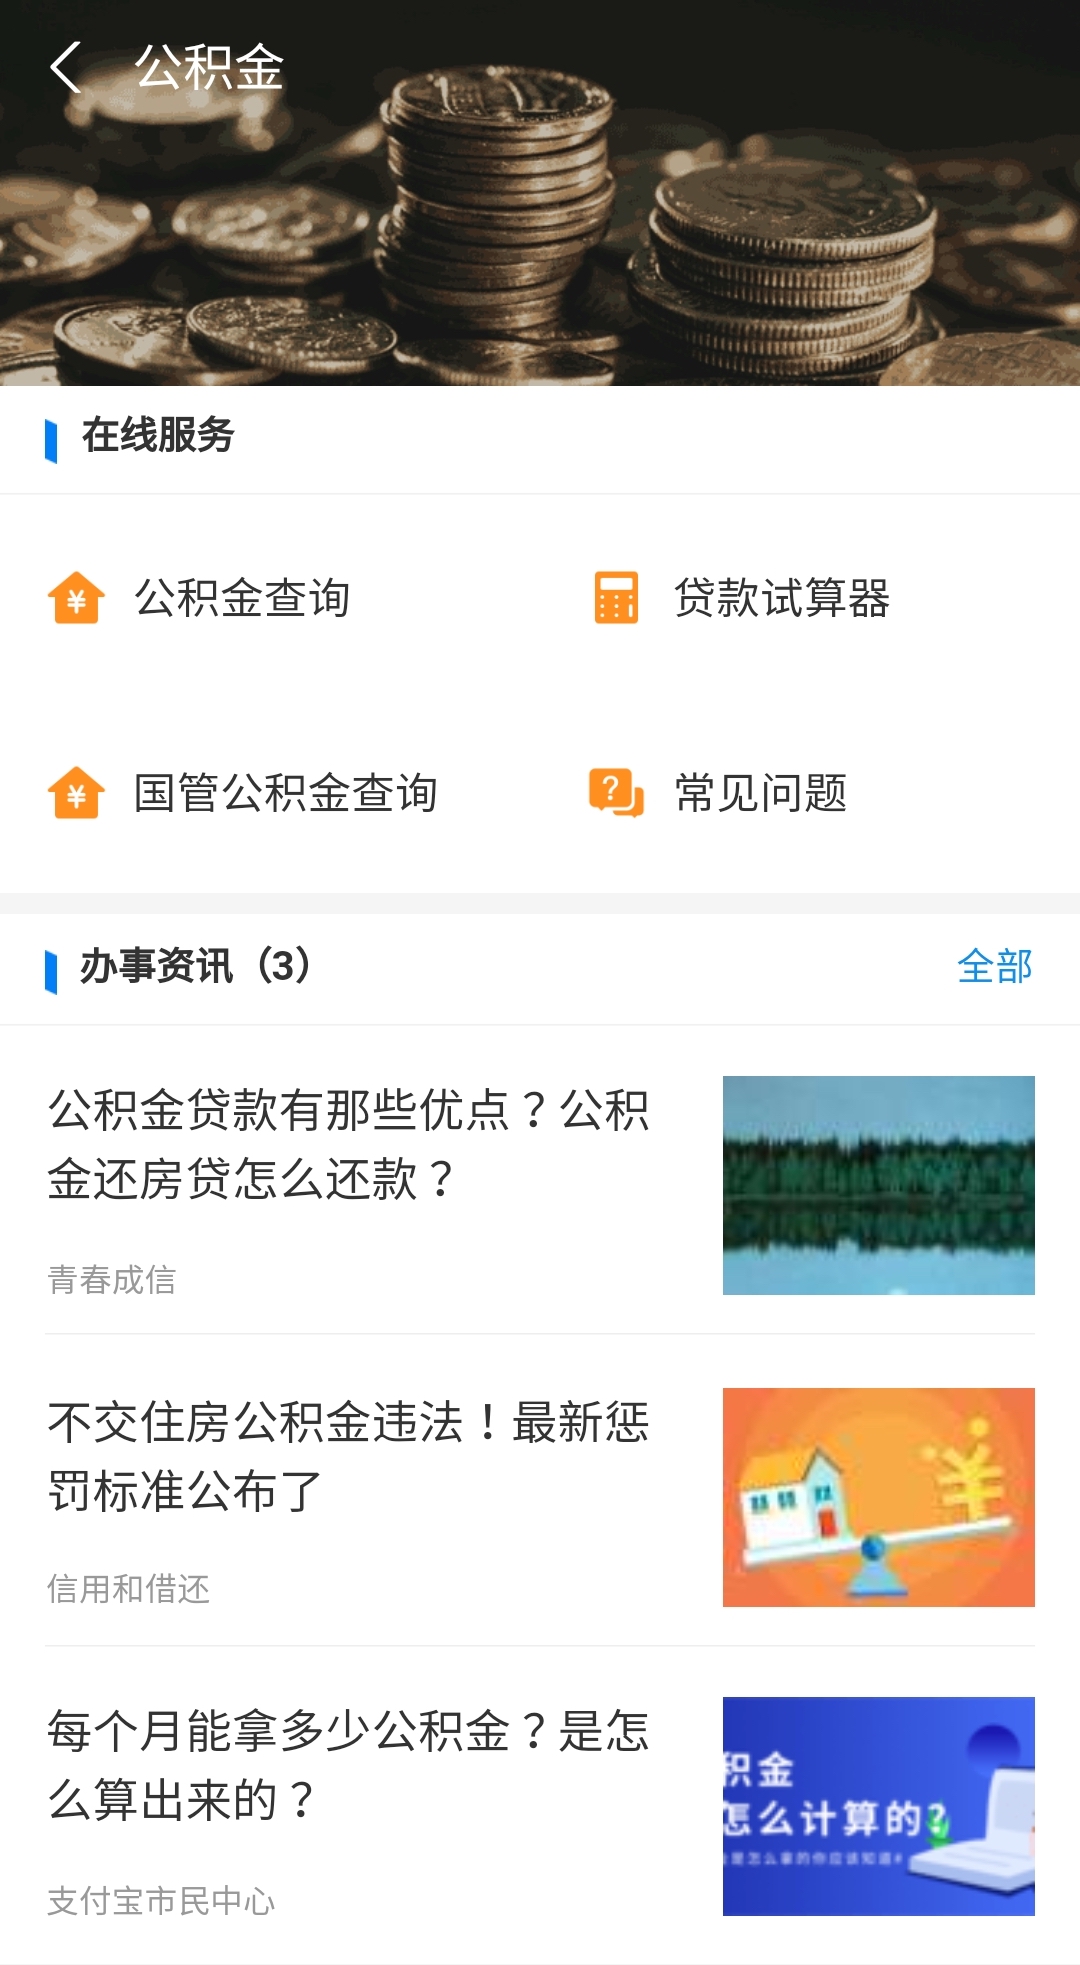 公积金
在线服务
公积金查询
贷款试算器
国管公积金查询
常见问题
办事资讯（3）
全部
公积金贷款有那些优点？公积
金还房贷怎么还款？
青春成信
不交住房公积金违法！最新惩
罚标准公布了
信用和借还
每个月能拿多少公积金？是怎
么算出来的？
支付宝市民中心
积金
怎么计算的？